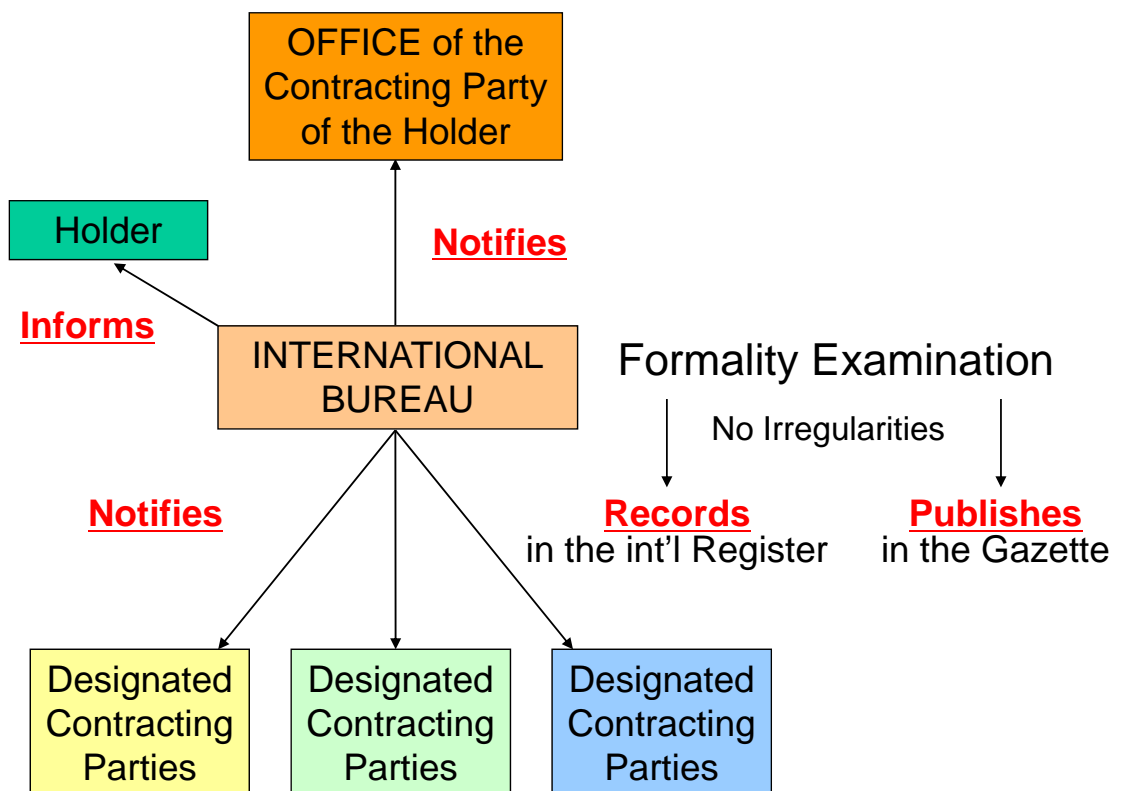 OFFICE of the
Contracting Party
of the Holder
Holder
Notifies
Informs
INTERNATIONAL
BUREAU
Formality Examination
No Irregularities
Notifies
Records
in the int’l Register
Publishes
in the Gazette
Designated
Contracting
Parties
Designated
Contracting
Parties
Designated
Contracting
Parties